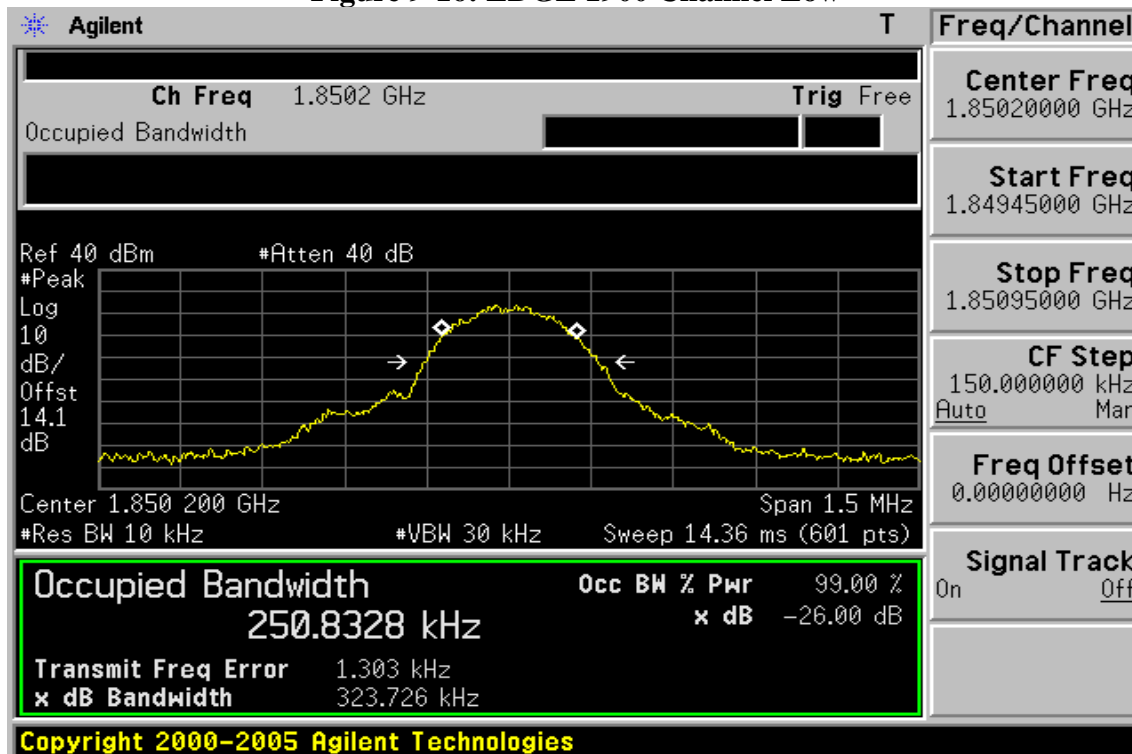 Agilent T
Ch Freq 1.8502 GHz Trig Free
Occupied Bandwidth
Ref 40 dBm #Atten 40 dB
#Peak
Log
10
dB/
Offst
14.1
dB
Center 1.850 200 GHz Span 1.5 MHz
#Res BW 10 kHz #VBW 30 kHz Sweep 14.36 ms (601 pts)
Occupied Bandwidth
250.8328 kHz
Occ BW % Pwr 99.00 %
x dB -26.00 dB
Transmit Freq Error 1.303 kHz
x dB Bandwidth 323.726 kHz
Copyright 2000-2005 Agilent Technologies
Freq/Channel
Center Freq
1.85020000 GHz
Start Freq
1.84945000 GHz
Stop Freq
1.85095000 GHz
CF Step
150.000000 kHz
Auto Man
Freq Offset
0.00000000 Hz
Signal Track
On Off